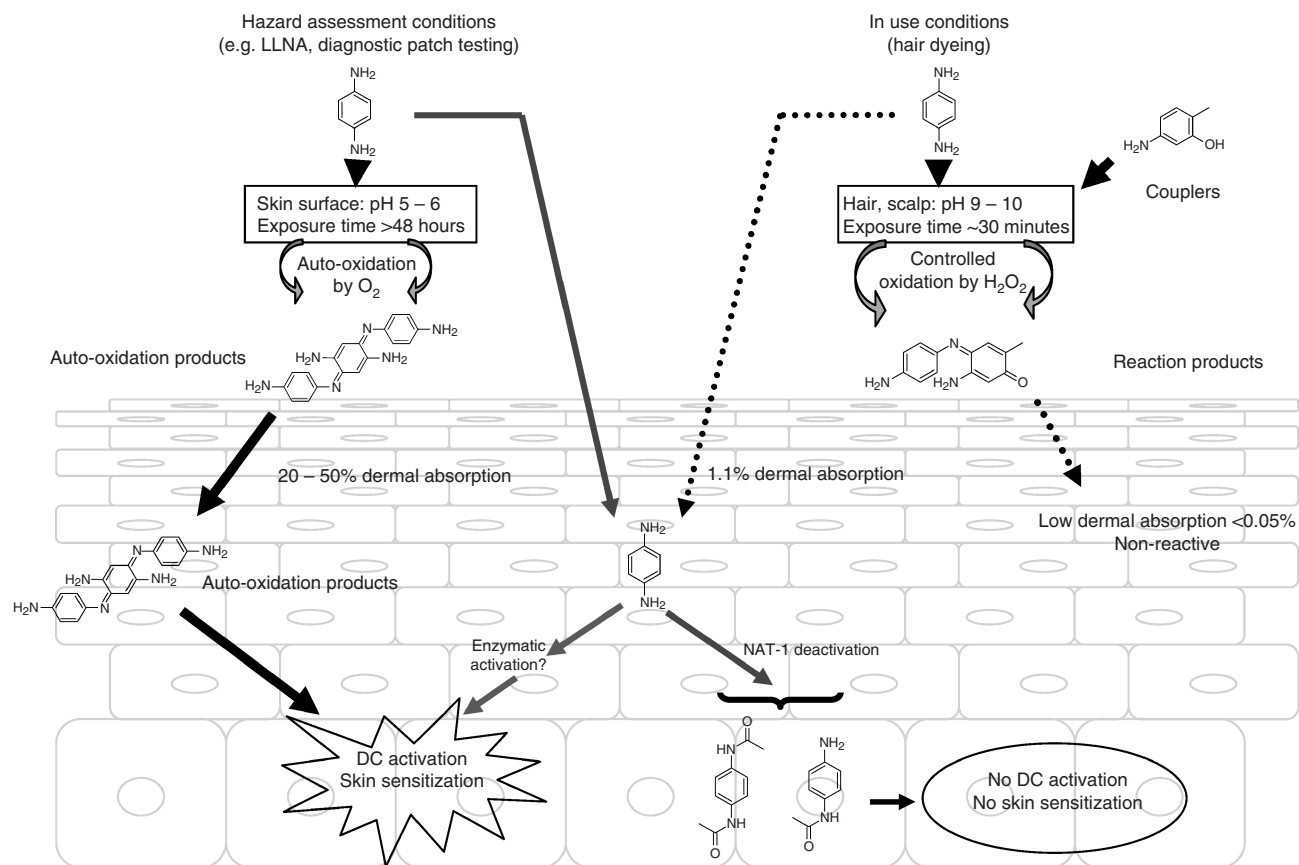 Hazard assessment conditions
(e.g. LLNA, diagnostic patch testing)
NH2
NH2
Skin surface: pH 5 – 6
Exposure time >48 hours
Auto-oxidation
by O2
Auto-oxidation products
N
NH2
H2N
NH2
H2N
N
20 – 50% dermal absorption
N
NH2
H2N
NH2
H2N
N
Auto-oxidation products
In use conditions
(hair dyeing)
NH2
NH2
H2N
OH
Couplers
Hair, scalp: pH 9 – 10
Exposure time ~30 minutes
Controlled
oxidation by H2O2
N
H2N
H2N
O
Reaction products
1.1% dermal absorption
Low dermal absorption <0.05%
Non-reactive
NH2
NH2
Enzymatic
activation?
NAT-1 deactivation
DC activation
Skin sensitization
O
HN
NH
O
NH2
HN
O
No DC activation
No skin sensitization